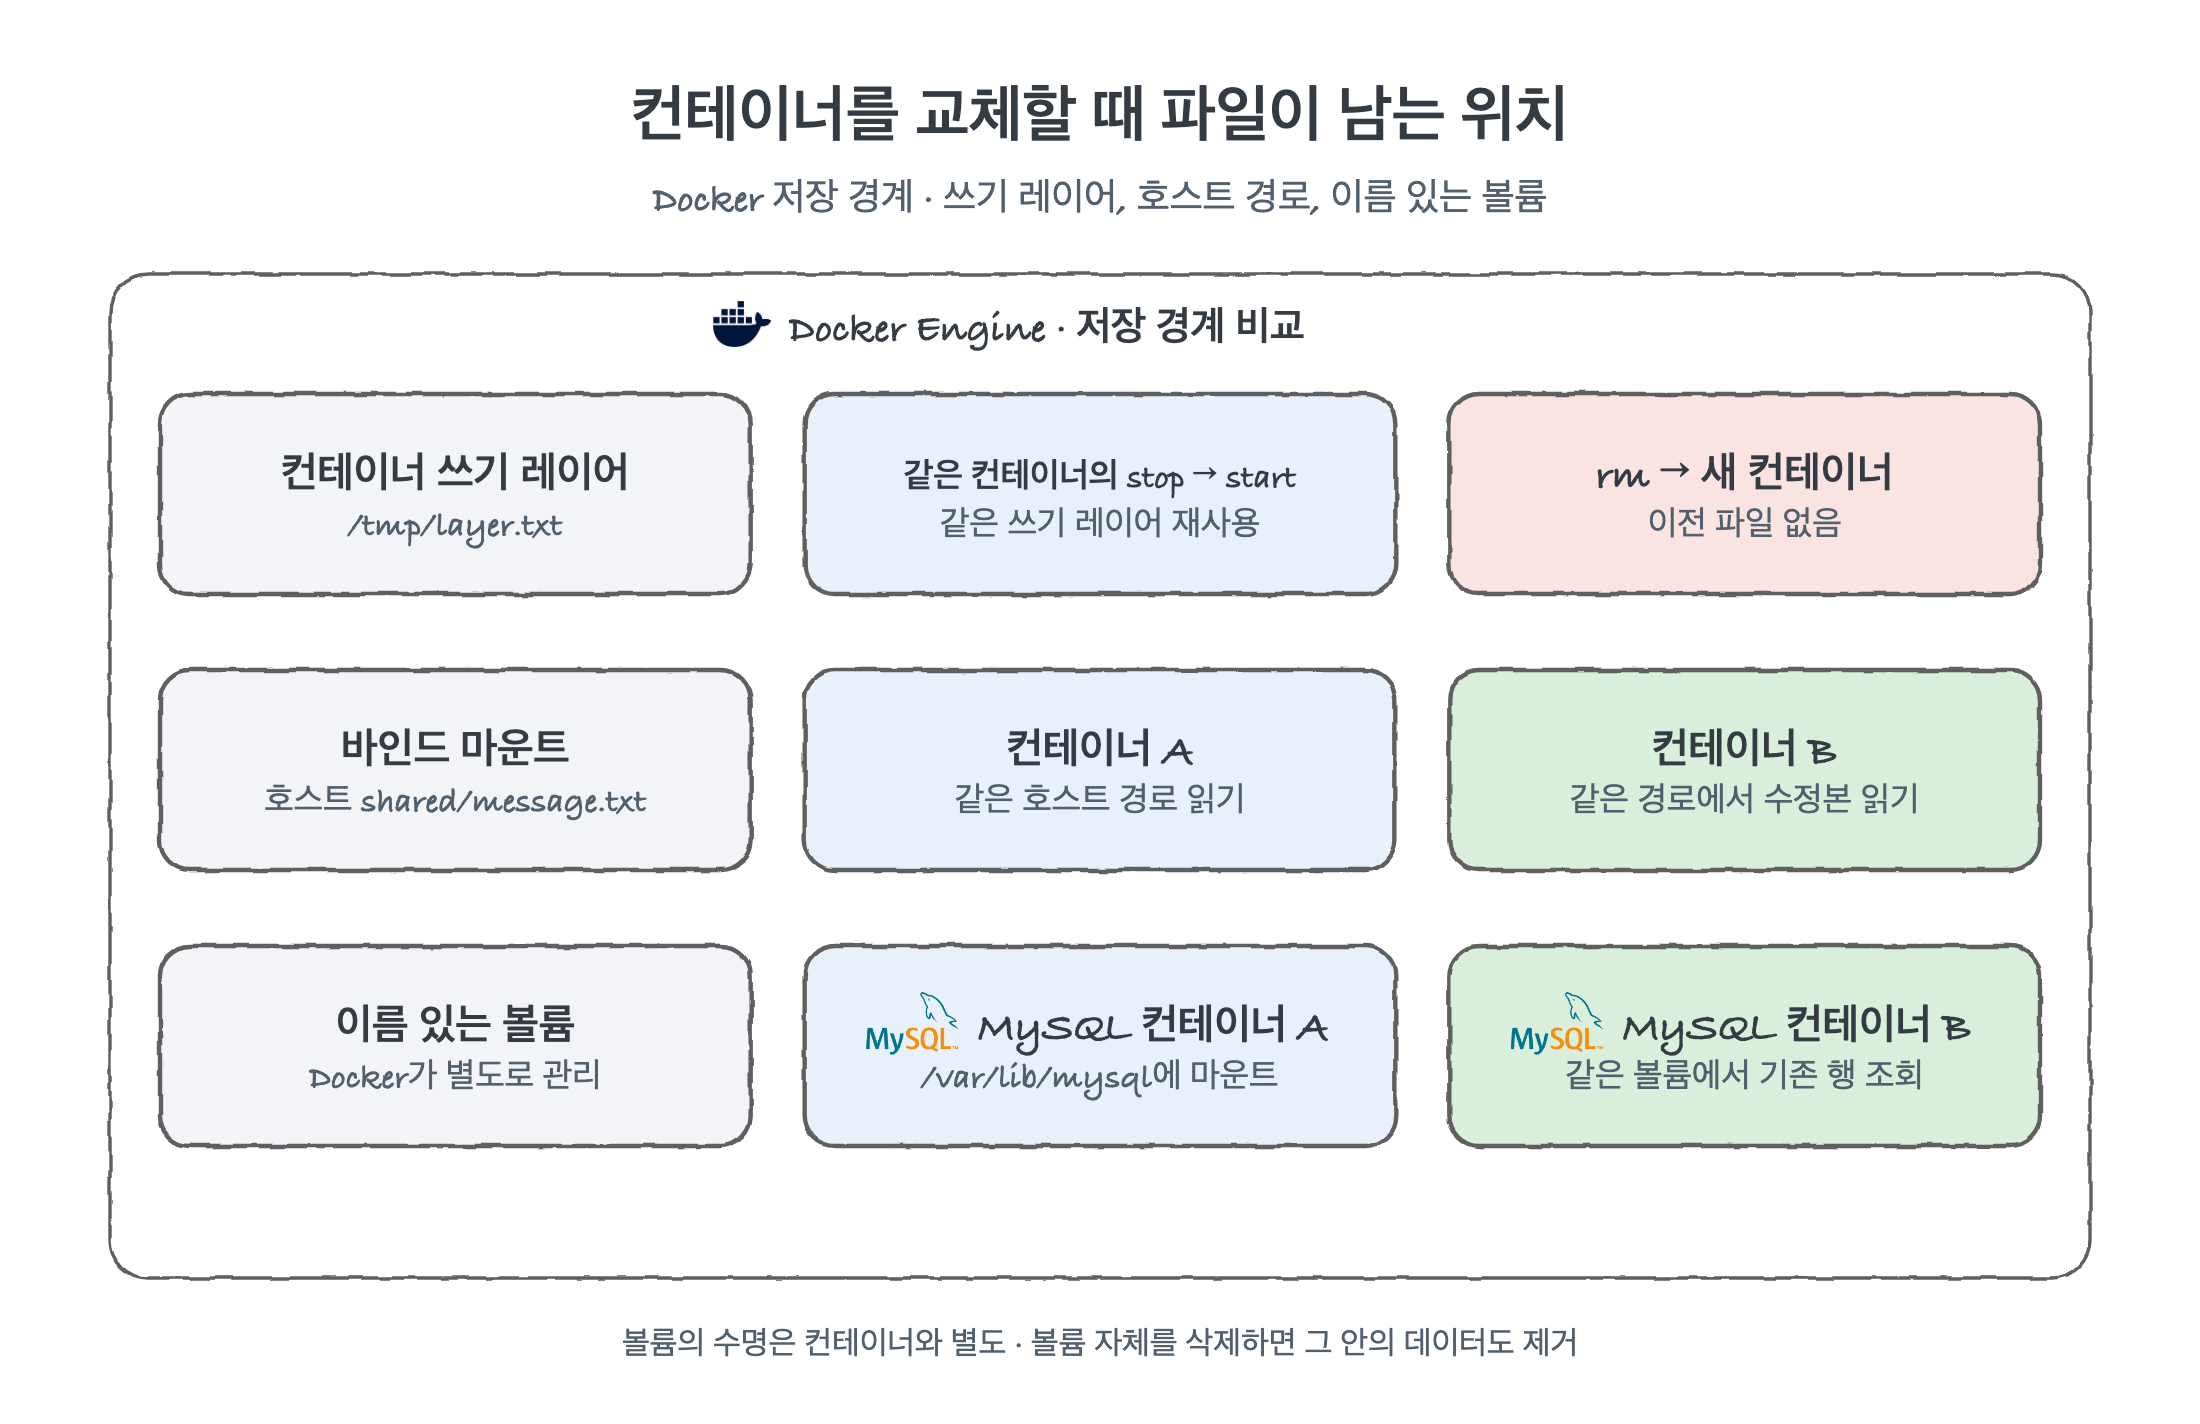 컨테이너를 교체할 때 파일이 남는 위치
Docker 저장 경계 · 쓰기 레이어, 호스트 경로, 이름 있는 볼륨
Docker Engine · 저장 경계 비교
컨테이너 쓰기 레이어
/tmp/layer.txt
같은 컨테이너의 stop → start
같은 쓰기 레이어 재사용
rm → 새 컨테이너
이전 파일 없음
바인드 마운트
호스트 shared/message.txt
컨테이너 A
같은 호스트 경로 읽기
컨테이너 B
같은 경로에서 수정본 읽기
이름 있는 볼륨
Docker가 별도로 관리
MySQL™ MySQL 컨테이너 A
/var/lib/mysql에 마운트
MySQL™ MySQL 컨테이너 B
같은 볼륨에서 기존 행 조회
볼륨의 수명은 컨테이너와 별도 · 볼륨 자체를 삭제하면 그 안의 데이터도 제거